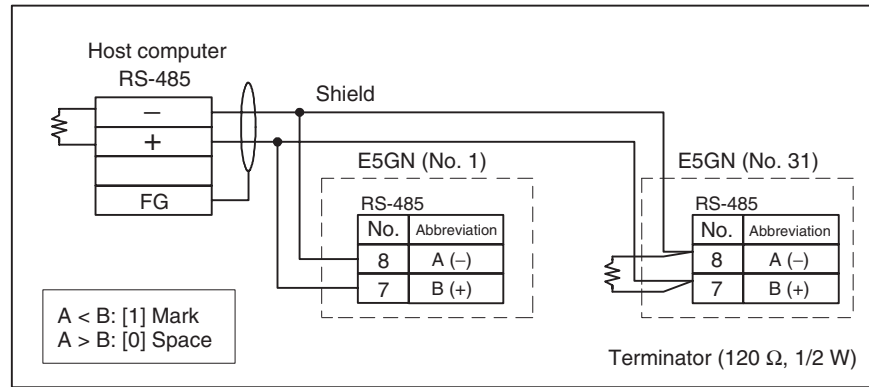 Host computer
RS-485
−
+
FG
Shield
E5GN (No. 1)
RS-485
No. Abbreviation
8 A (−)
7 B (+)
E5GN (No. 31)
RS-485
No. Abbreviation
8 A (−)
7 B (+)
A < B: [1] Mark
A > B: [0] Space
Terminator (120 Ω, 1/2 W)